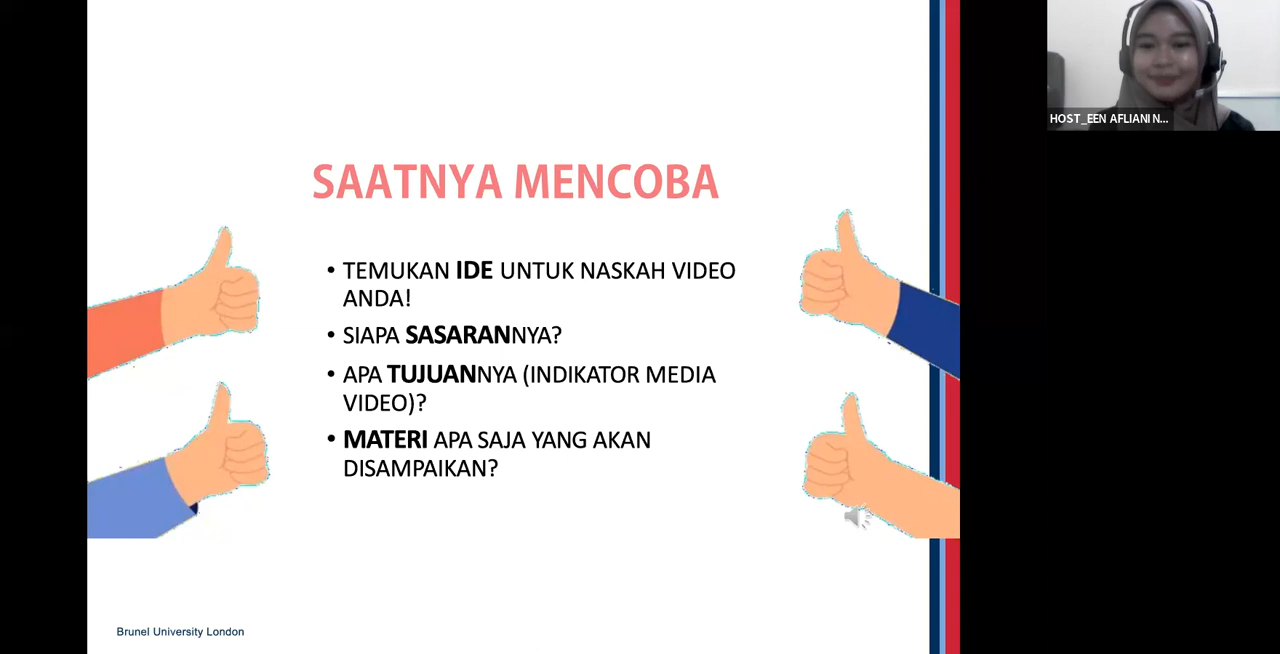 HOST_EEN AFLIANI N...
SAATNYA MENCOBA
• TEMUKAN IDE UNTUK NASKAH VIDEO
ANDA!
• SIAPA SASARANNYA?
• APA TUJUANNYA (INDIKATOR MEDIA
VIDEO)?
• MATERI APA SAJA YANG AKAN
DISAMPAIKAN?
Brunel University London